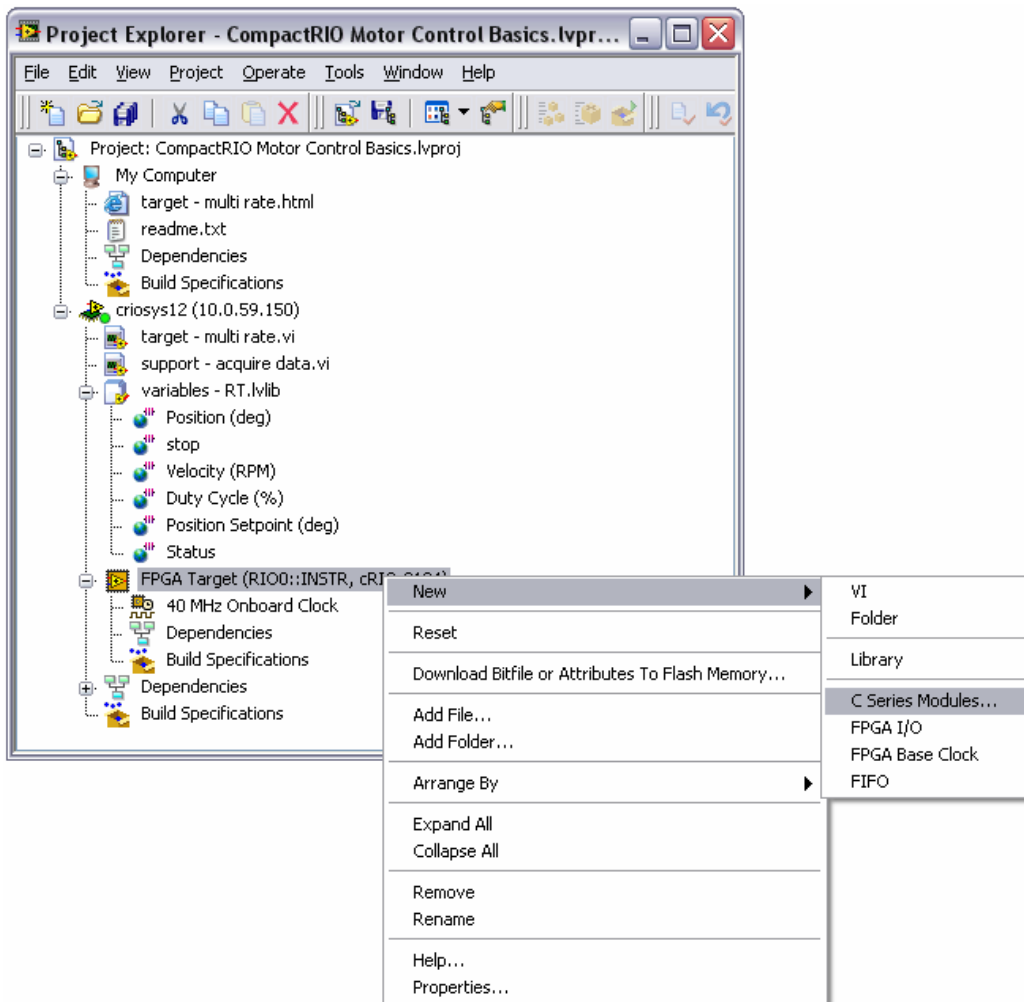 Project Explorer - CompactRIO Motor Control Basics.lvpr...
File Edit View Project Operate Tools Window Help
Project: CompactRIO Motor Control Basics.lvproj
My Computer
target - multi rate.html
readme.txt
Dependencies
Build Specifications
criosys12 (10.0.59.150)
target - multi rate.vi
support - acquire data.vi
variables - RT.lvlib
Position (deg)
stop
Velocity (RPM)
Duty Cycle (%)
Position Setpoint (deg)
Status
FPGA Target (RIO0::INSTR,
40 MHz Onboard Clock
Dependencies
Build Specifications
Dependencies
Build Specifications
New
Reset
Download Bitfile or Attributes To Flash Memory...
Add File...
Add Folder...
Arrange By
Expand All
Collapse All
Remove
Rename
Help...
Properties...
VI
Folder
Library
C Series Modules...
FPGA I/O
FPGA Base Clock
FIFO